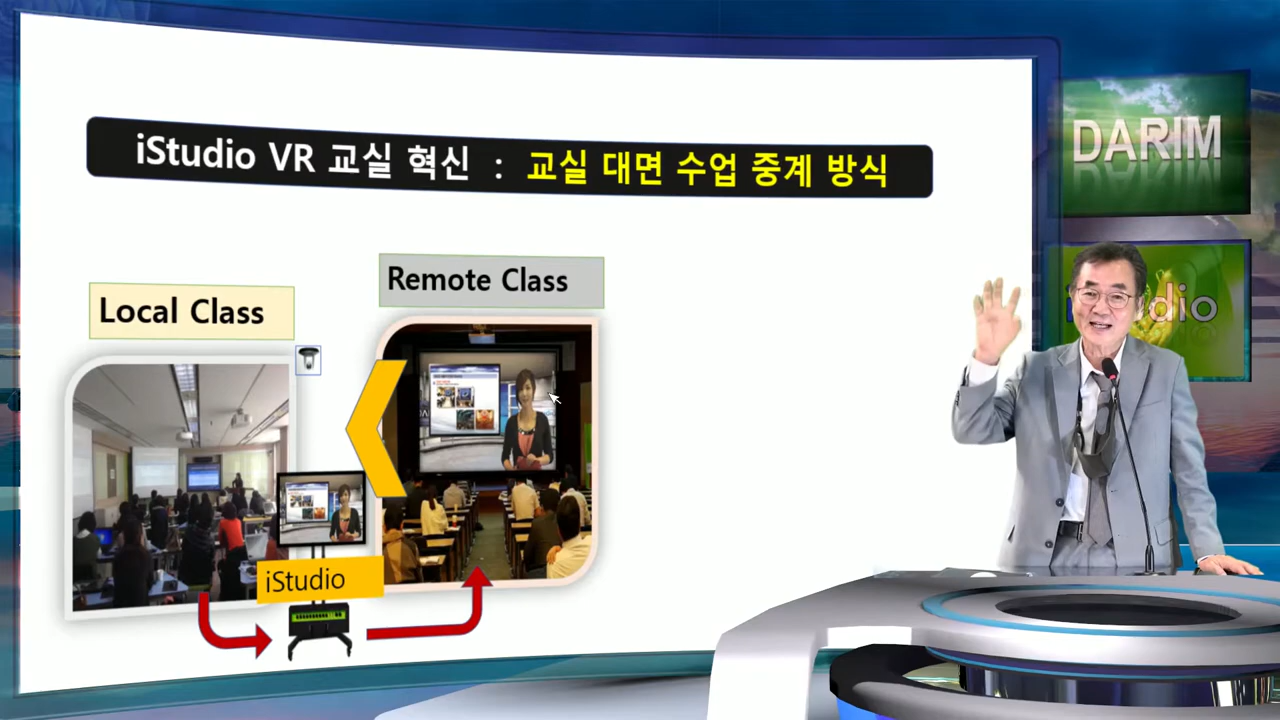 iStudio VR 교실 혁신 : 교실 대면 수업 중계 방식
DARIM
Remote Class
Local Class
dio
iStudio